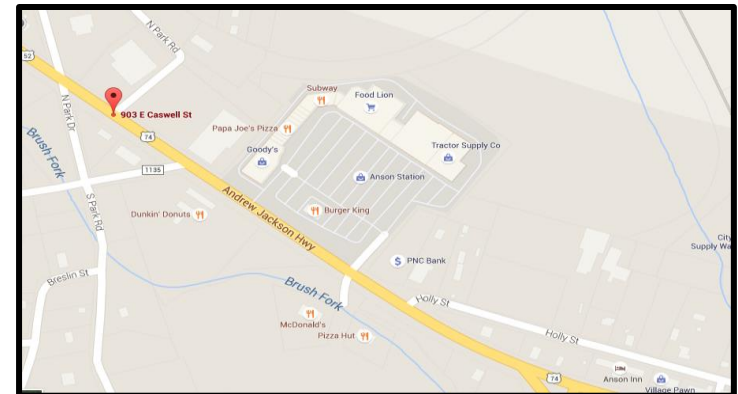 N Park Rd
52
N Park Dr
903 E Caswell St
74
Brush Fork
1135
S Park Rd
Breslin St
Subway
Food Lion
Papa Joe's Pizza
Goody's
Tractor Supply Co
Anson Station
Dunkin' Donuts
Burger King
Andrew Jackson Hwy
PNC Bank
City
Supply Wa
Brush Fork
Holly St
McDonald's
Pizza Hut
Holly St
74
Anson Inn
Village Pawn